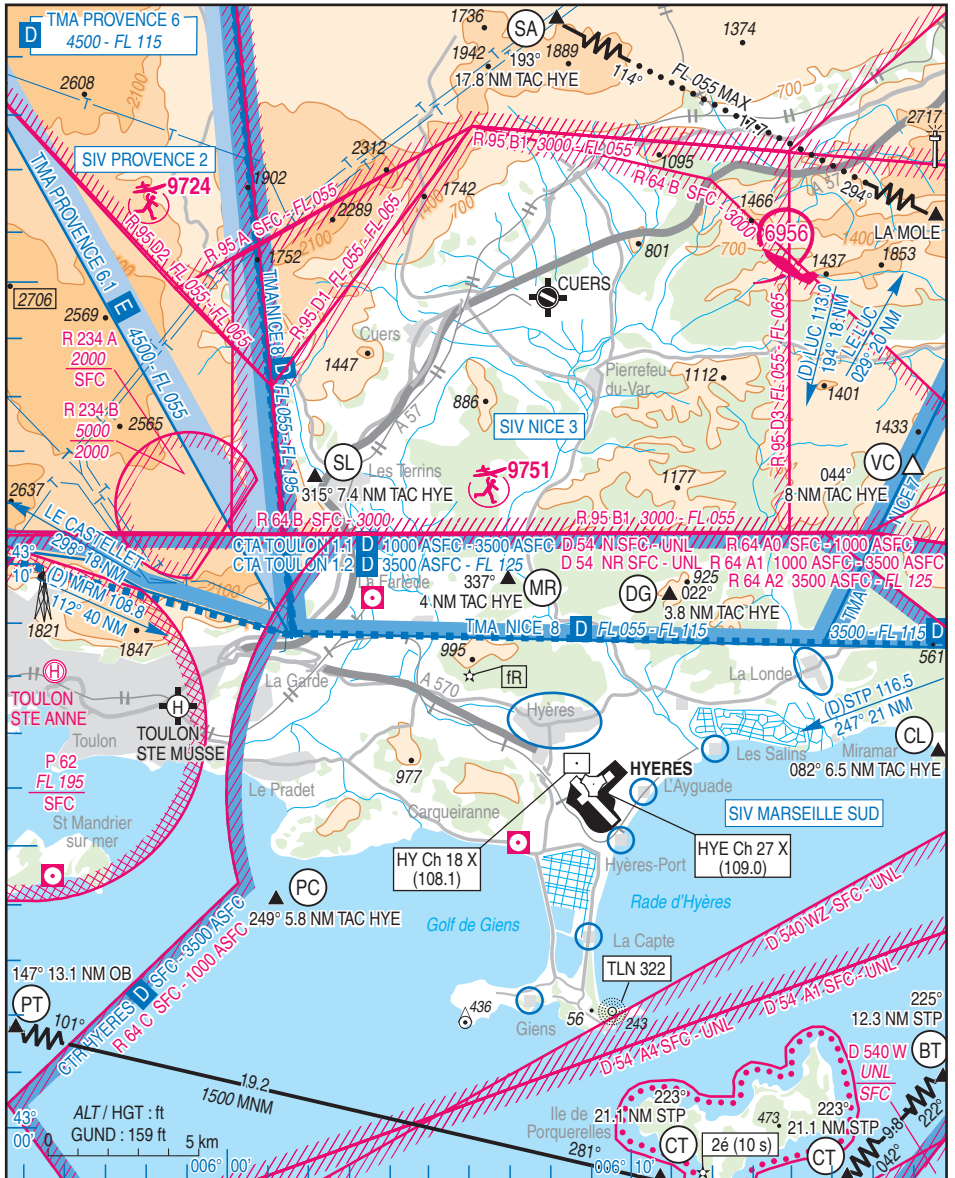 D
TMA PROVENCE 6
4500 - FL 115
1736
SA
193°
17.8 NM TAC HYE
1942
1889
1374
114°
FL 055 MAX
17.7
294°
LA MOLE
700
2717
2608
2100
SIV PROVENCE 2
9724
2312
1902
1742
2289
1400
700
2100
1752
R 95 A SFC - FL 055
R 95 B1 3000 - FL 055
1095
A 57
R 64 B SFC - 3000
1466
6956
801
700
1400
1437
1853
TMA PROVENCE 6.1
E
4500 - FL 055
R 95 D2 FL 055 - FL 065
R 95 D1 FL 055 - FL 065
TMA NICE 8
D
FL 055 - FL 195
2706
2569
R 234 A
2000
SFC
R 234 B
5000
2000
2565
2637
CUERS
Cuers
1447
886
Pierrefeu-
du-Var
1112
(D)LUC 113.0
194° 18 NM
LE LUC
029° 20 NM
1401
1433
R 95 D3 FL 055 - FL 065
SIV NICE 3
A 57
SL
Les Terrins
315° 7.4 NM TAC HYE
9751
1177
044°
8 NM TAC HYE
VC
TMA NICE 7
R 64 B SFC - 3000
R 95 B1 3000 - FL 055
LE CASTELLET
298° 18 NM
43°
10'
(D)MRM 108.8
112° 40 NM
1821
1847
2100
CTA TOULON 1.1 D 1000 ASFC - 3500 ASFC
CTA TOULON 1.2 D 3500 ASFC - FL 125
D 54 N SFC - UNL
D 54 NR SFC - UNL
R 64 A0 SFC - 1000 ASFC
R 64 A1 1000 ASFC - 3500 ASFC
R 64 A2 3500 ASFC - FL 125
La Farlède
337°
4 NM TAC HYE
MR
DG
925
022°
3.8 NM TAC HYE
TMA NICE 8 D FL 055 - FL 115
3500 - FL 115 D
561
995
fR
La Garde
A 570
Hyères
La Londe
(D)STP 116.5
247° 21 NM
H
TOULON
STE ANNE
Toulon
H
TOULON
STE MUSSE
P 62
FL 195
SFC
St Mandrier
sur mer
Le Pradet
977
Carqueiranne
HYERES
L'Ayguade
Les Salins
Miramar
CL
082° 6.5 NM TAC HYE
SIV MARSEILLE SUD
HY Ch 18 X
(108.1)
HYE Ch 27 X
(109.0)
Hyères-Port
PC
249° 5.8 NM TAC HYE
Golf de Giens
Rade d'Hyères
La Capte
TLN 322
D 540 WZ SFC - UNL
D 54 A1 SFC - UNL
D 54 A4 SFC - UNL
147° 13.1 NM OB
PT
101°
CTR HYERES D SFC - 3500 ASFC
R 64 C SFC - 1000 ASFC
436
Giens
56
243
225°
12.3 NM STP
BT
D 540 W
UNL
SFC
19.2
1500 MNM
281°
43°
00'
ALT / HGT : ft
GUND : 159 ft
0
5 km
006° 00'
006° 10'
Ile de
Porquerolles
223°
21.1 NM STP
CT
473
2é (10 s)
223°
21.1 NM STP
CT
9.8
222°
042°